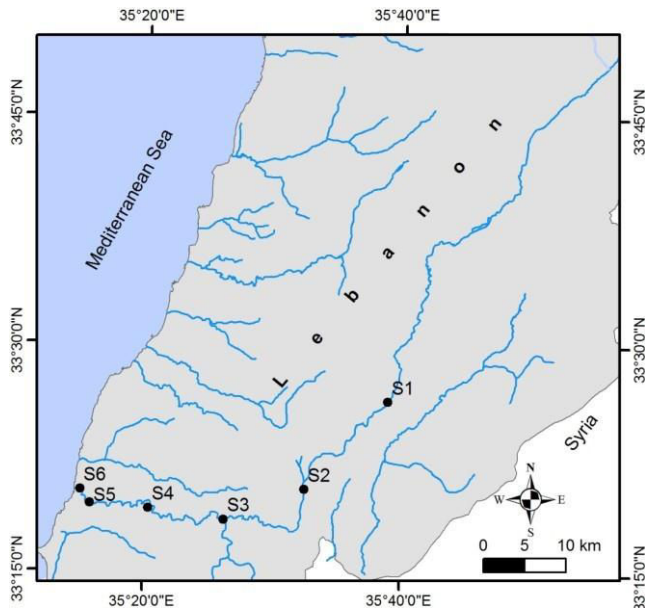 35°20'0"E 35°40'0"E
33°45'0"N 33°45'0"N
Mediterranean Sea
Lebanon
33°30'0"N 33°30'0"N
S1
Syria
S2
S6
S5
S4
S3
N
W E
S
0 5 10 km
33°15'0"N 33°15'0"N
35°20'0"E 35°40'0"E